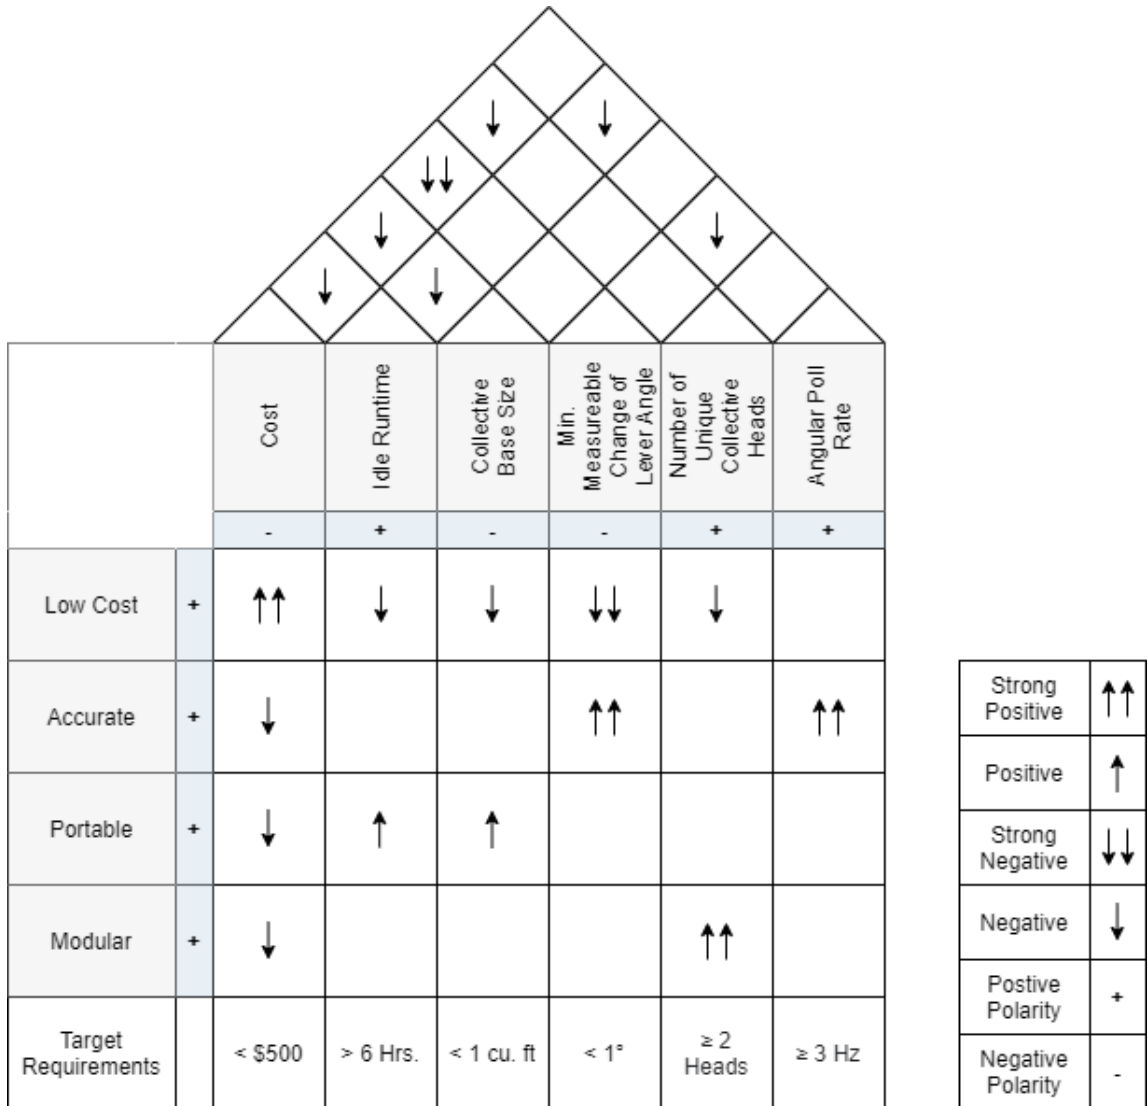 Cost
Idle Runtime
Collective
Base Size
Min.
Measureable
Change of
Lever Angle
Number of
Unique
Collective
Heads
Angular Poll
Rate
-
+
-
-
+
+
Low Cost
+
↑↑
↓
↓
↓↓
↓
Accurate
+
↓
↑↑
↑↑
Portable
+
↓
↑
↑
Modular
+
↓
↑↑
Target
Requirements
< $500
> 6 Hrs.
< 1 cu. ft
< 1°
≥ 2
Heads
≥ 3 Hz
Strong
Positive
↑↑
Positive
↑
Strong
Negative
↓↓
Negative
↓
Postive
Polarity
+
Negative
Polarity
-